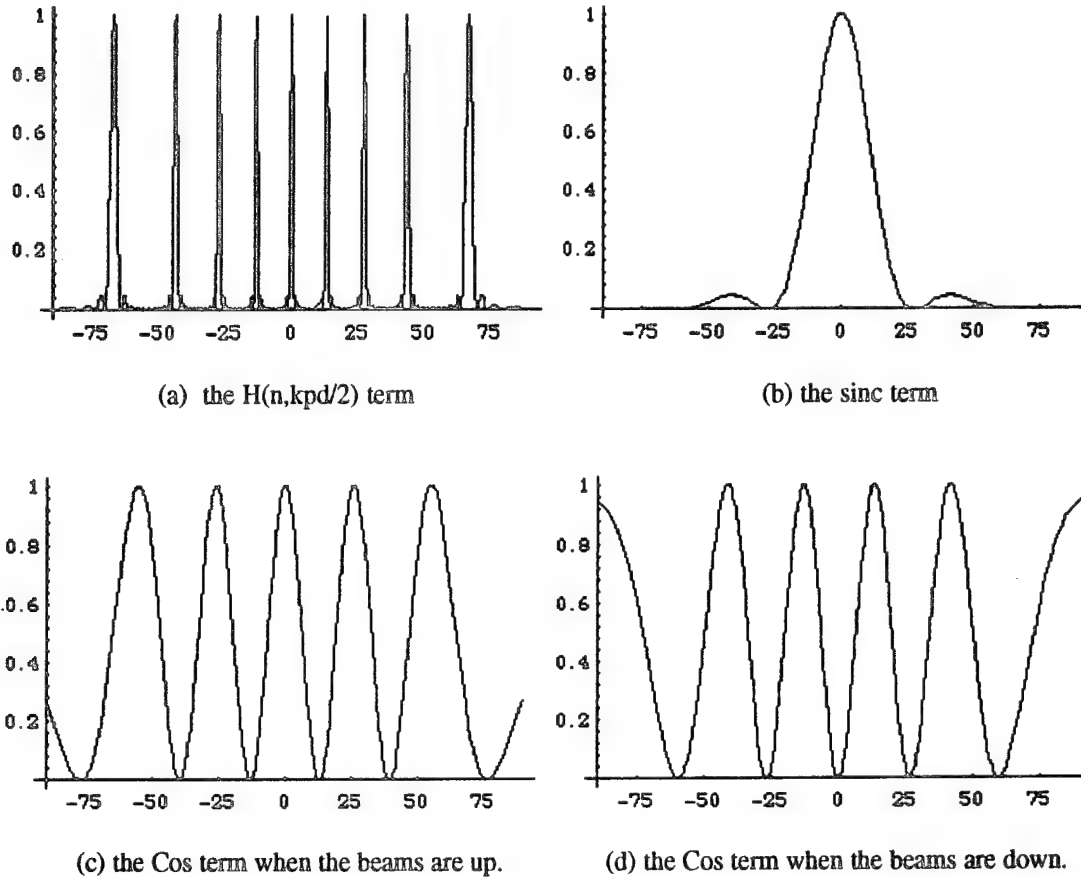 1
0.8
0.6
0.4
0.2
-75 -50 -25 0 25 50 75
(a) the H(n,kpd/2) term
1
0.8
0.6
0.4
0.2
-75 -50 -25 0 25 50 75
(b) the sinc term
1
0.8
.0.6
0.4
0.2
-75 -50 -25 0 25 50 75
(c) the Cos term when the beams are up.
1
0.8
0.6
0.4
0.2
-75 -50 -25 0 25 50 75
(d) the Cos term when the beams are down.